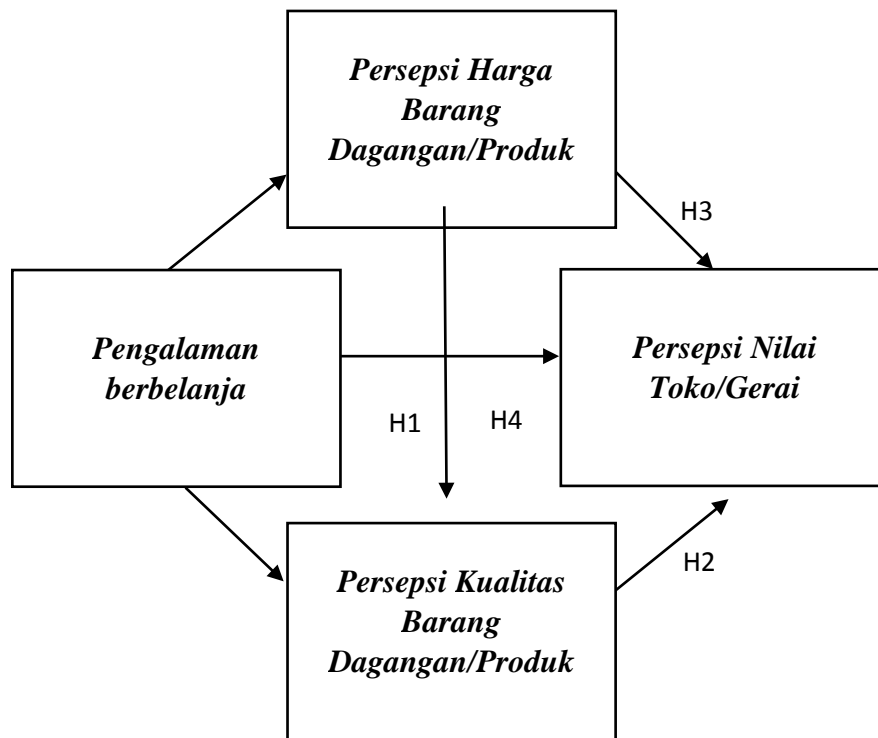 Persepsi Harga
Barang
Dagangan/Produk
H3
Pengalaman
berbelanja
Persepsi Nilai
Toko/Gerai
H1
H4
H2
Persepsi Kualitas
Barang
Dagangan/Produk